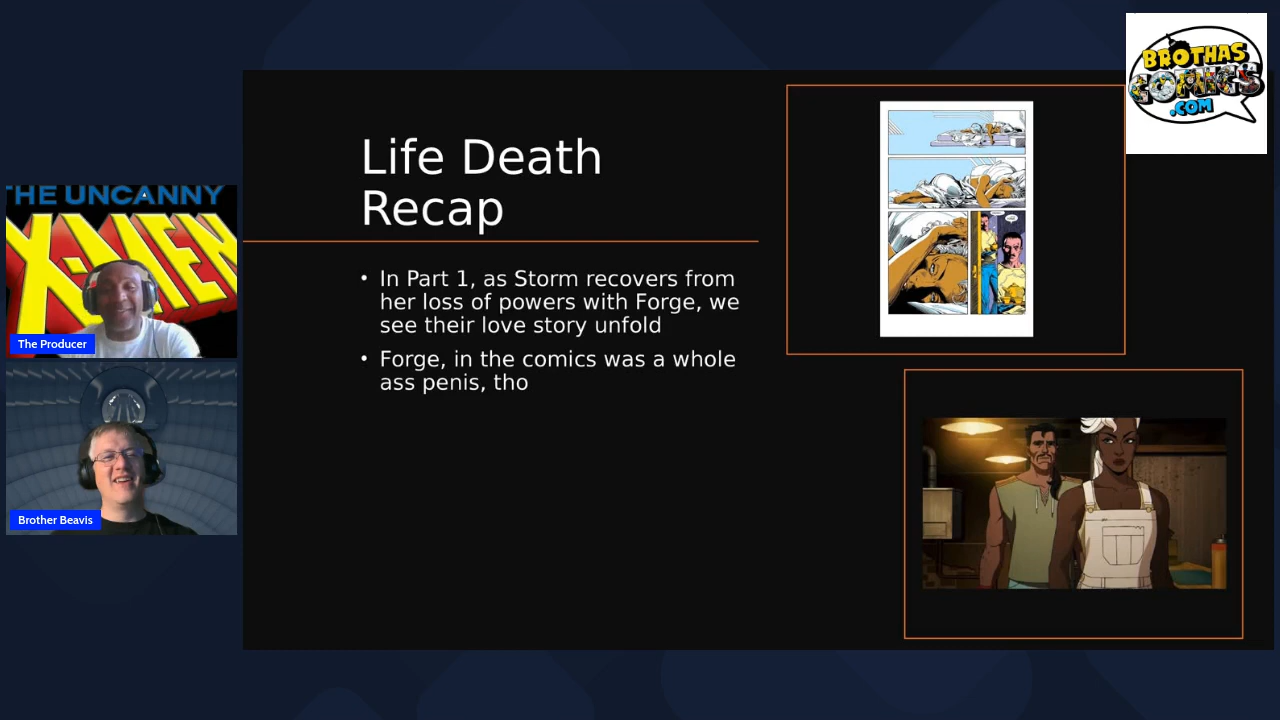 BROTHAS
COMICS
.COM
Life Death
Recap
THE UNCANNY
X-MEN
The Producer
Brother Beavis
• In Part 1, as Storm recovers from
her loss of powers with Forge, we
see their love story unfold
• Forge, in the comics was a whole
ass penis, tho